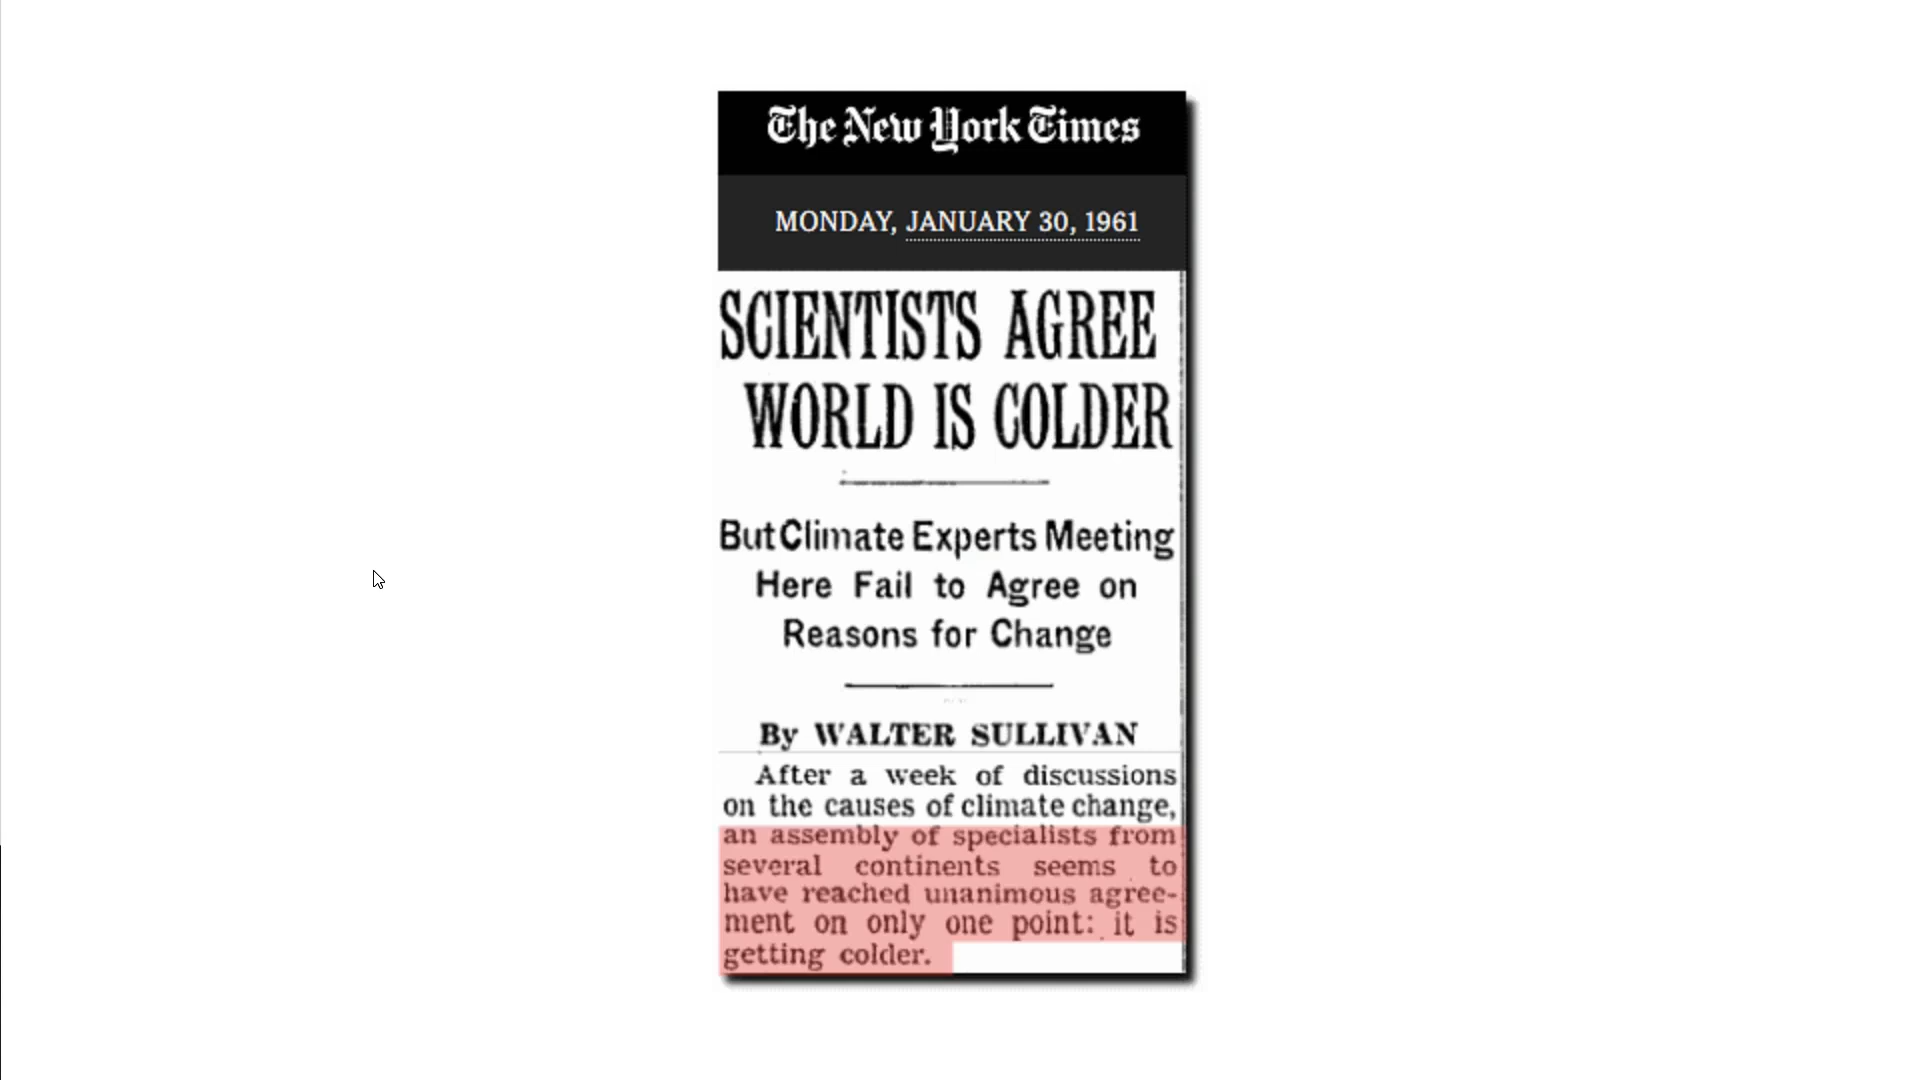 The New York Times
MONDAY, JANUARY 30, 1961
SCIENTISTS AGREE
WORLD IS COLDER
But Climate Experts Meeting
Here Fail to Agree on
Reasons for Change
By WALTER SULLIVAN
After a week of discussions
on the causes of climate change,
an assembly of specialists from
several continents seems to
have reached unanimous agree-
ment on only one point: it is
getting colder.